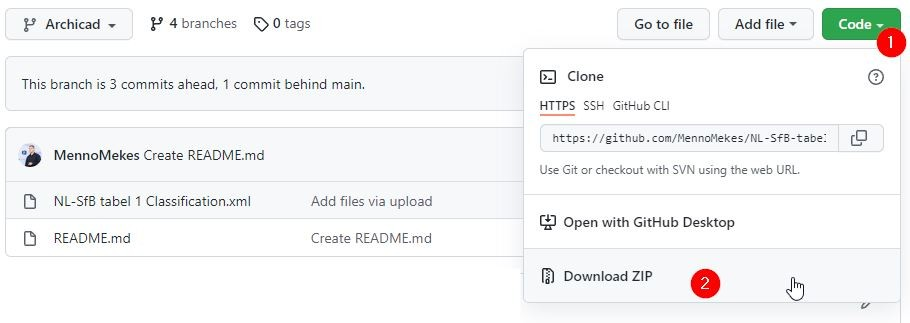 Archicad 4 branches 0 tags Go to file Add file Code
1
This branch is 3 commits ahead, 1 commit behind main.
Clone
HTTPS SSH GitHub CLI
https://github.com/MennoMekes/NL-SfB-tabel
Use Git or checkout with SVN using the web URL.
Open with GitHub Desktop
Download ZIP 2
MennoMekes Create README.md
NL-SfB tabel 1 Classification.xml Add files via upload
README.md Create README.md